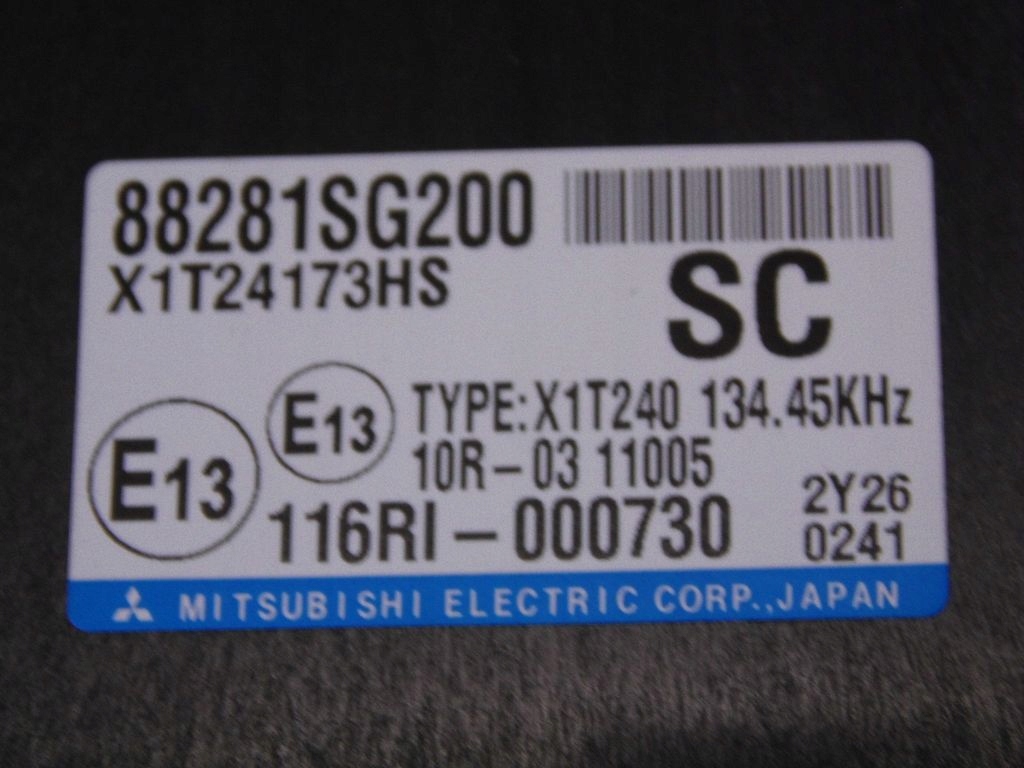 88281SG200
X1T24173HS
SC
E13
E13
TYPE:X1T240 134.45KHz
10R-03 11005
116RI-000730
2Y26
0241
MITSUBISHI ELECTRIC CORP.,JAPAN